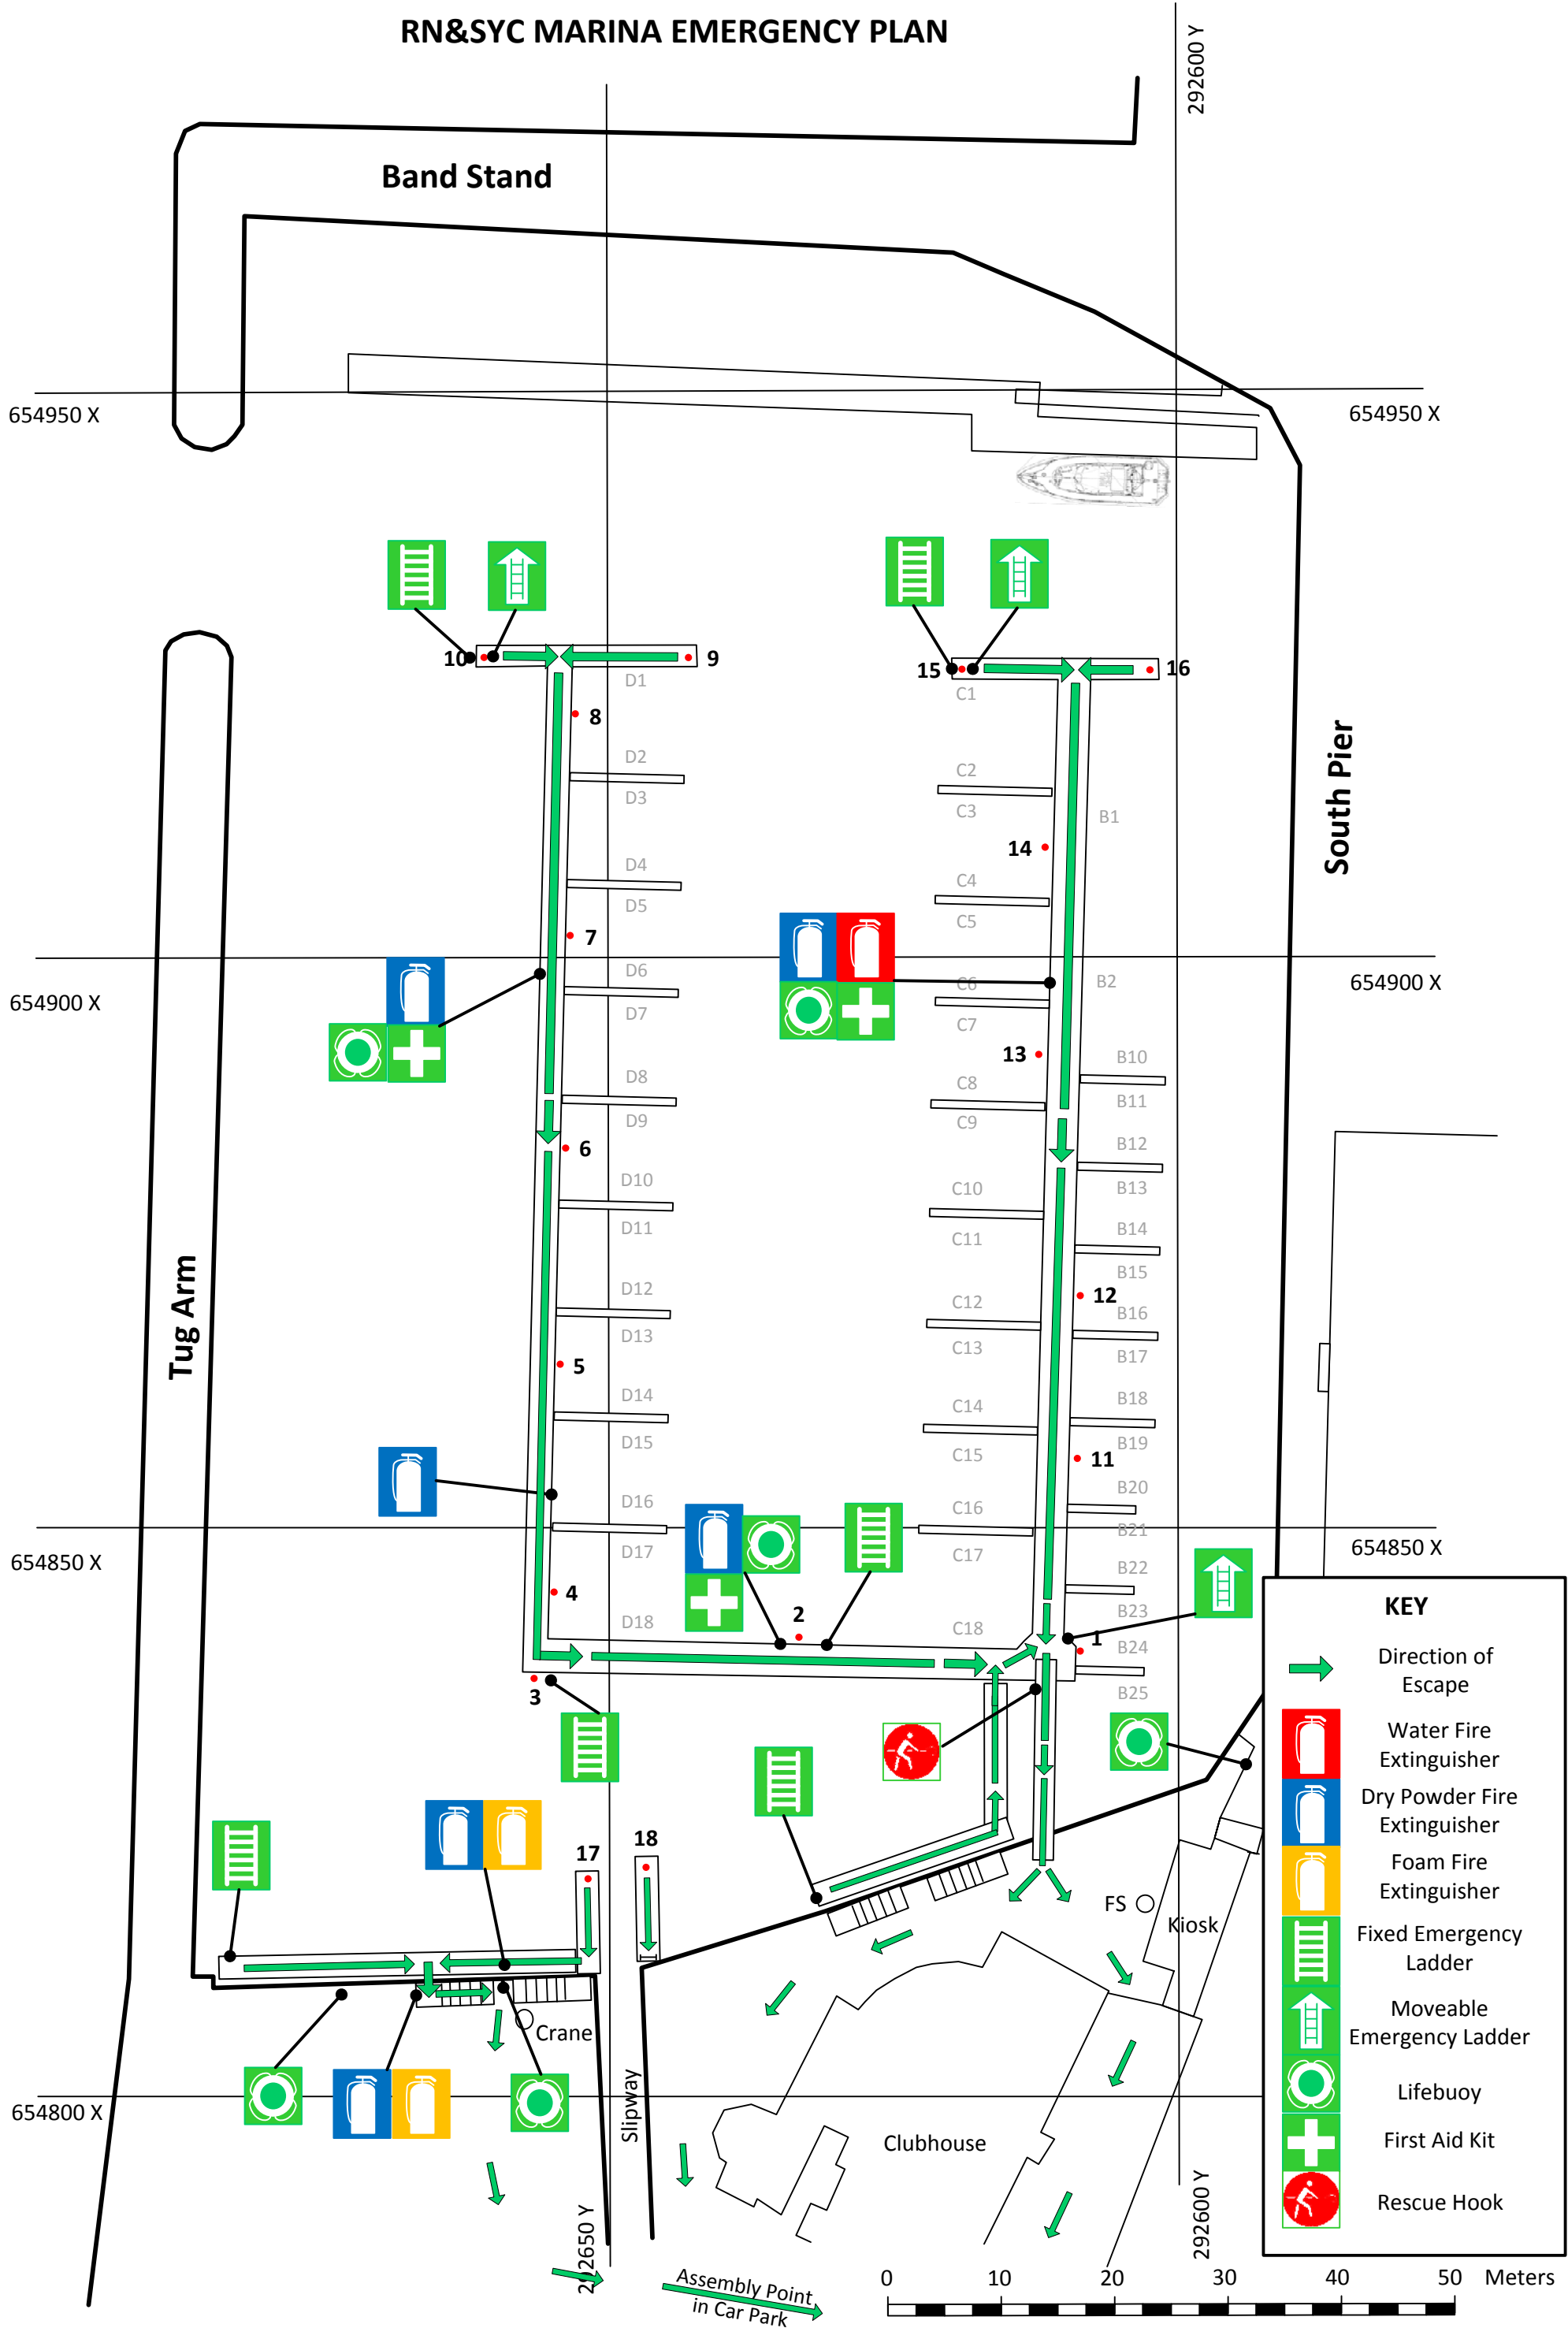 RN&SYC MARINA EMERGENCY PLAN
292600 Y
Band Stand
654950 X
654950 X
10
9
15
16
D1
C1
8
D2
C2
D3
C3
B1
South Pier
14
D4
C4
D5
C5
7
D6
C6
B2
654900 X
654900 X
D7
C7
13
B10
D8
C8
B11
D9
C9
6
B12
D10
C10
B13
D11
C11
B14
B15
Tug Arm
D12
C12
12
B16
D13
C13
B17
5
D14
C14
B18
D15
C15
B19
11
D16
C16
B20
B21
654850 X
654850 X
D17
C17
B22
4
2
D18
C18
B23
1
B24
3
B25
17
18
FS
Kiosk
Crane
Slipway
654800 X
Clubhouse
292650 Y
292600 Y
Assembly Point
in Car Park
KEY
Direction of
Escape
Water Fire
Extinguisher
Dry Powder Fire
Extinguisher
Foam Fire
Extinguisher
Fixed Emergency
Ladder
Moveable
Emergency Ladder
Lifebuoy
First Aid Kit
Rescue Hook
0 10 20 30 40 50 Meters